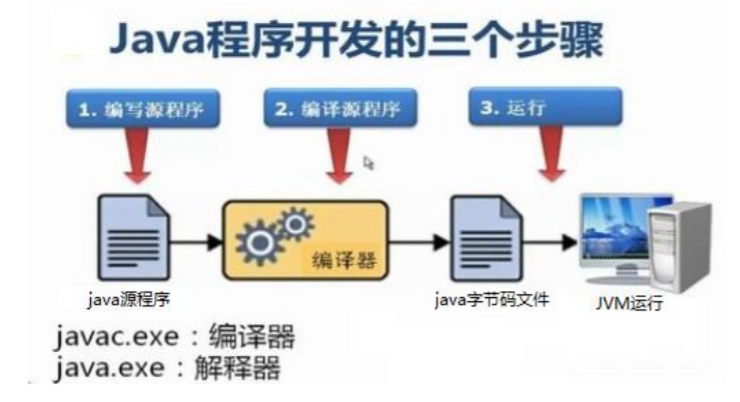 Java程序开发的三个步骤
1. 编写源程序
2. 编译源程序
3. 运行
编译器
java源程序
java字节码文件
JVM运行
javac.exe：编译器
java.exe：解释器